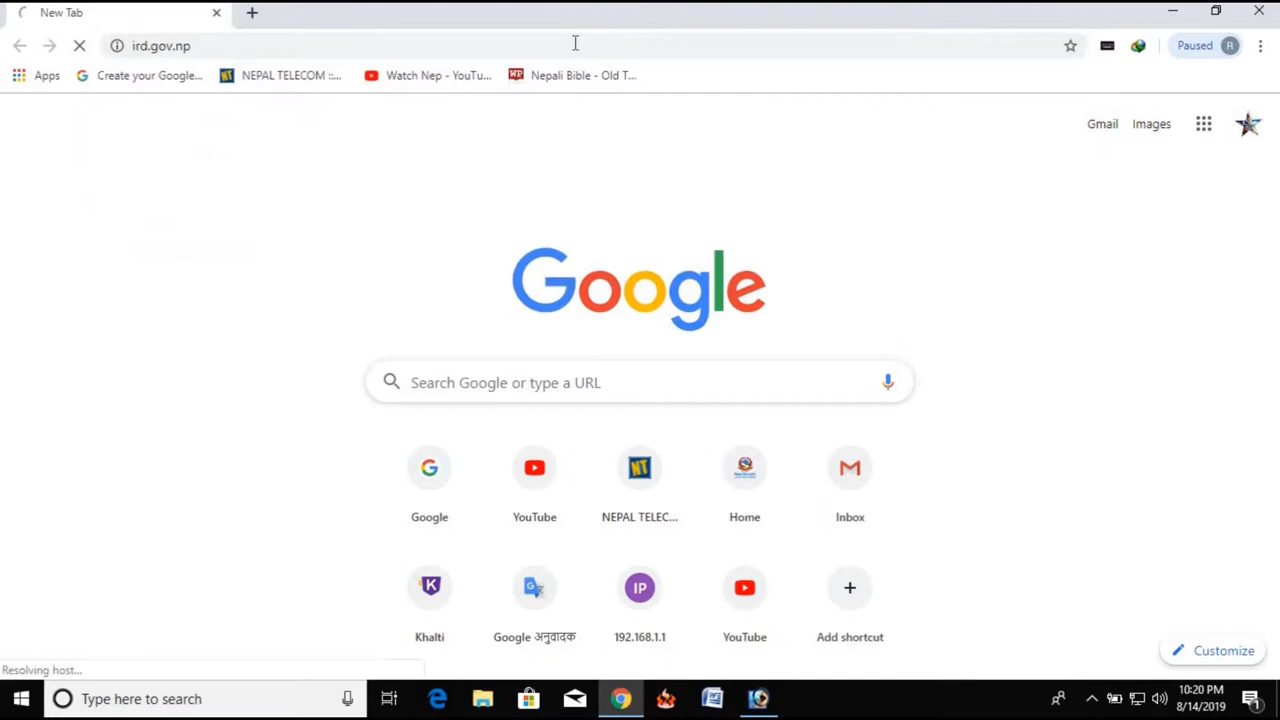 New Tab
ird.gov.np
Paused R
Apps Create your Google... NEPAL TELECOM ::... Watch Nep - YouTu... WP Nepali Bible - Old T...
Gmail Images
Google
Search Google or type a URL
Google YouTube NEPAL TELEC... Home Inbox
IP
Khalti Google अनुवादक 192.168.1.1 YouTube Add shortcut
Customize
Resolving host...
Type here to search
10:20 PM
8/14/2019